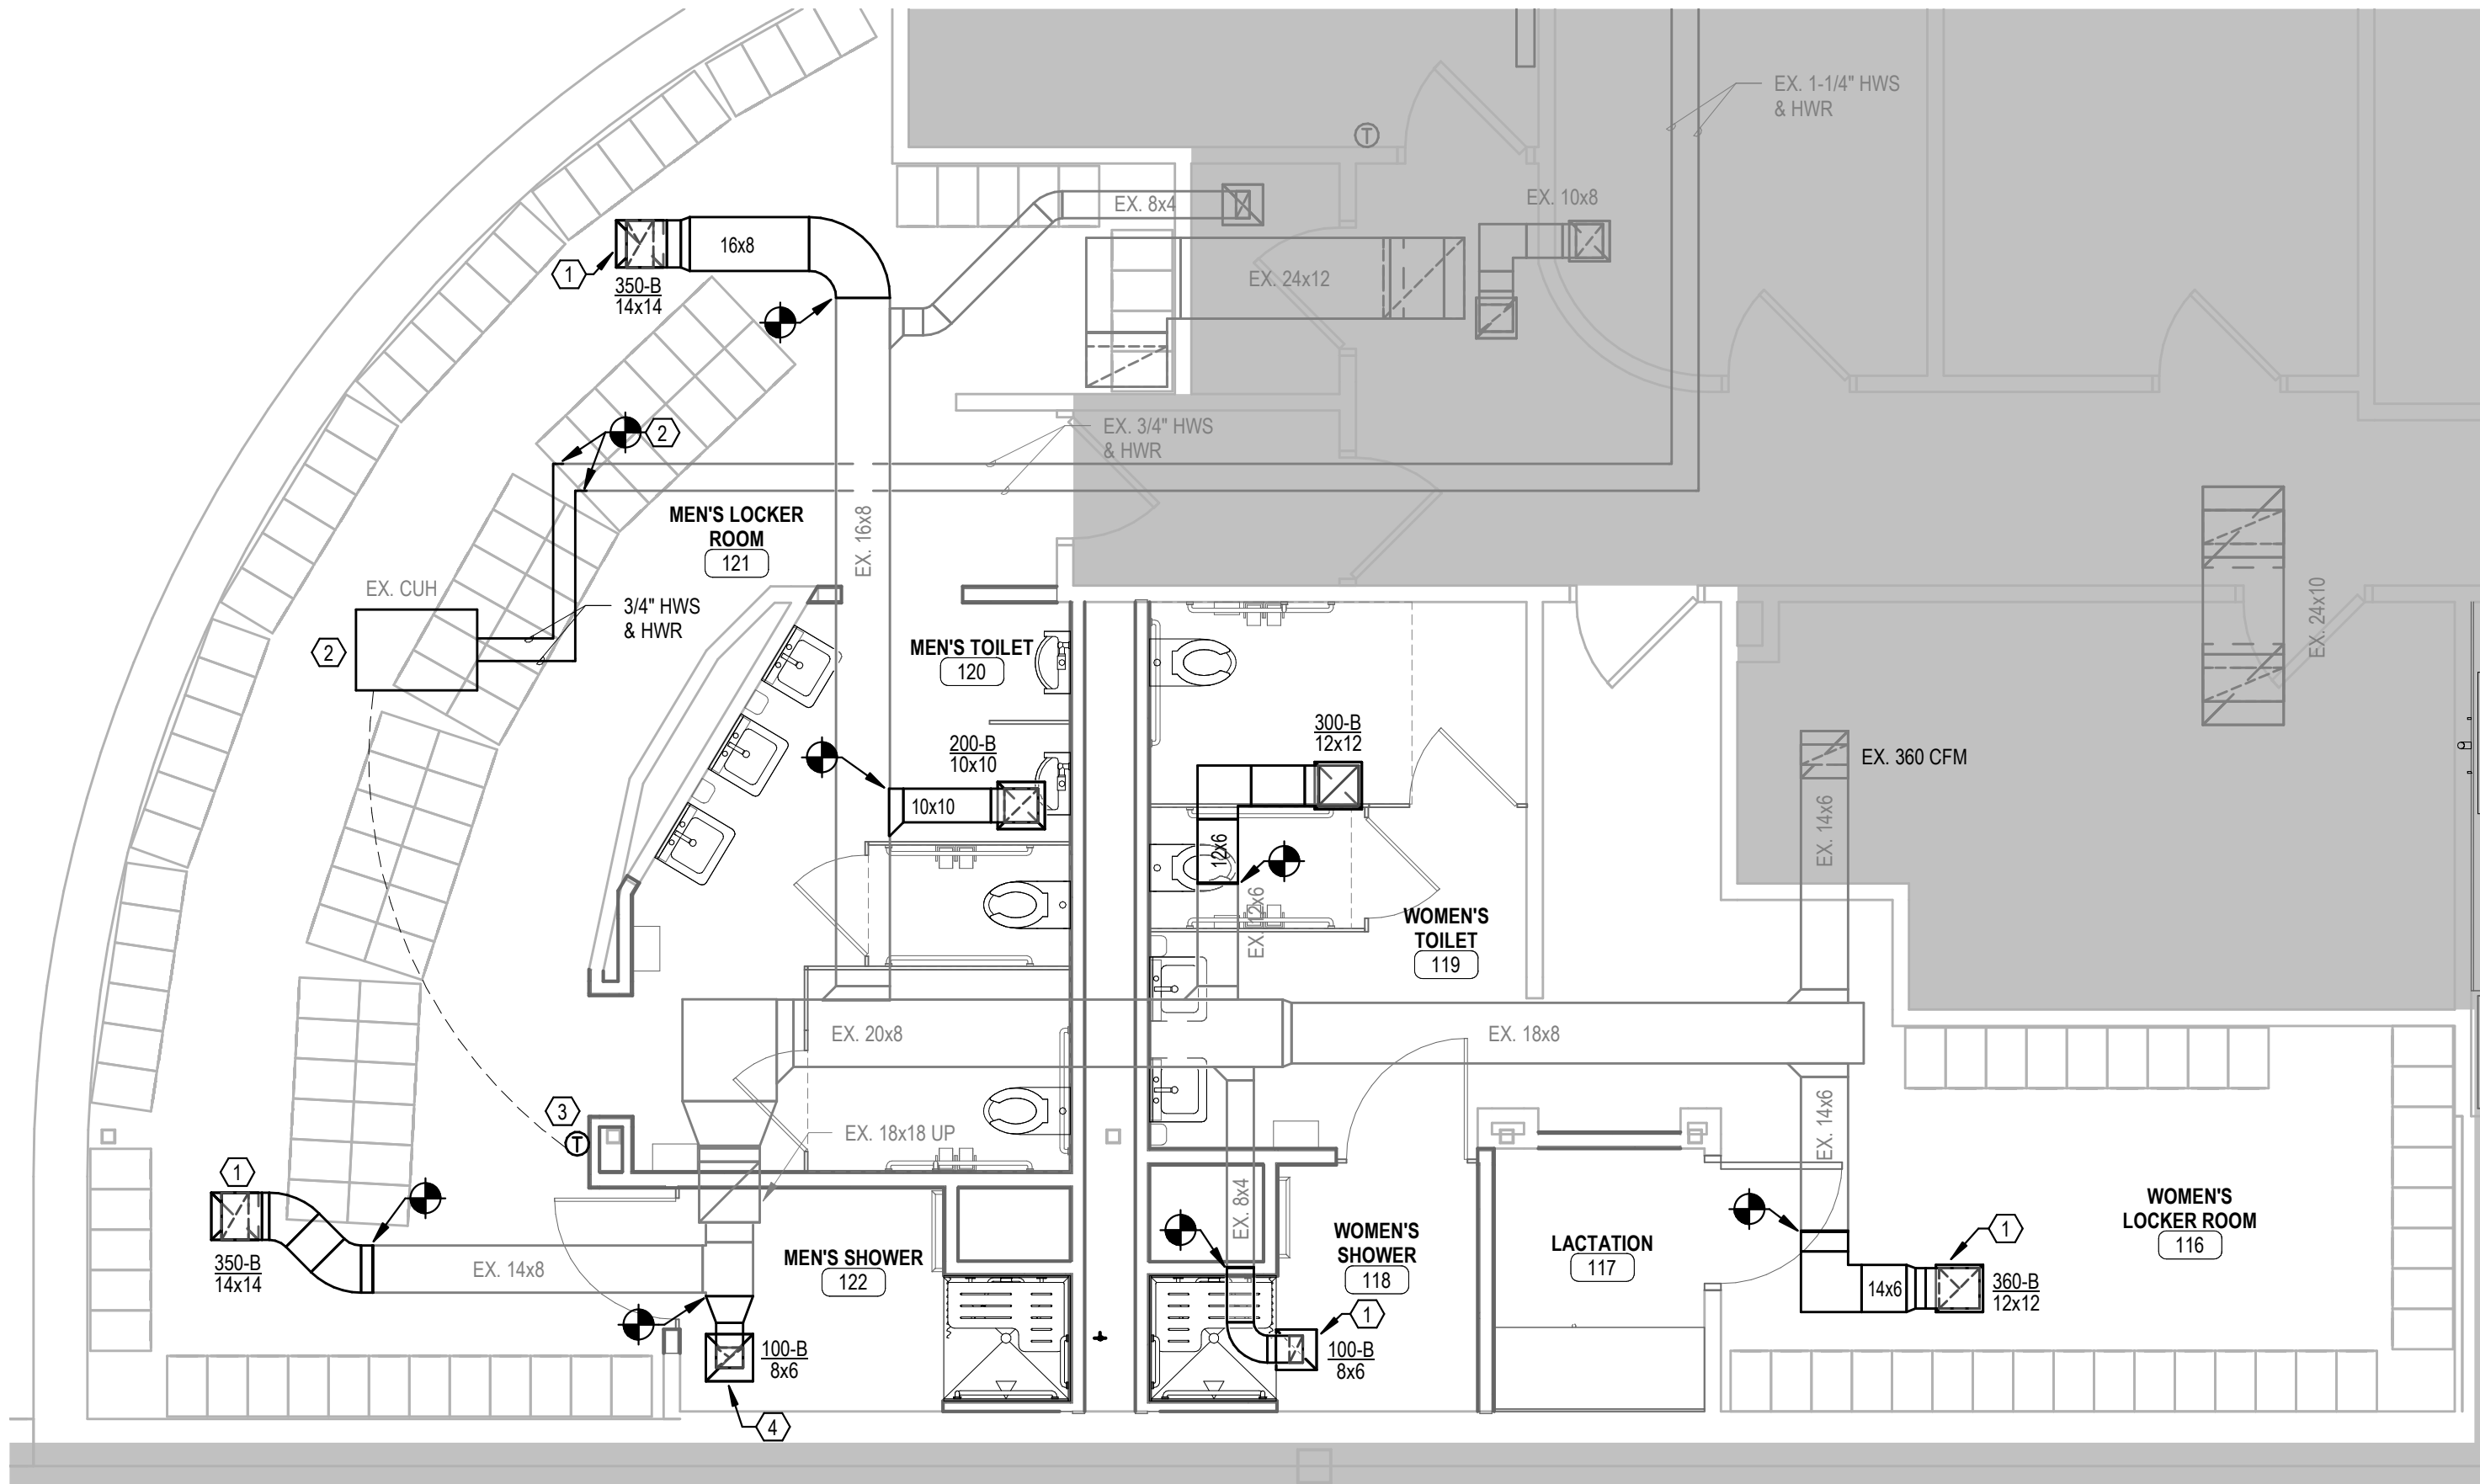 EX. 1-1/4" HWS
& HWR
T
EX. 8x4
EX. 10x8
16x8
1
350-B
14x14
EX. 24x12
2
EX. 3/4" HWS
& HWR
MEN'S LOCKER
ROOM
121
EX. 16x8
EX. CUH
3/4" HWS
& HWR
2
MEN'S TOILET
120
EX. 24x10
200-B
10x10
300-B
12x12
EX. 360 CFM
10x10
12x6
EX. 14x6
EX. 12x6
WOMEN'S
TOILET
119
EX. 20x8
EX. 18x8
3
T
EX. 18x18 UP
EX. 14x6
1
350-B
14x14
EX. 14x8
MEN'S SHOWER
122
EX. 8x4
WOMEN'S
SHOWER
118
LACTATION
117
WOMEN'S
LOCKER ROOM
116
1
14x6
360-B
12x12
1
100-B
8x6
100-B
8x6
4